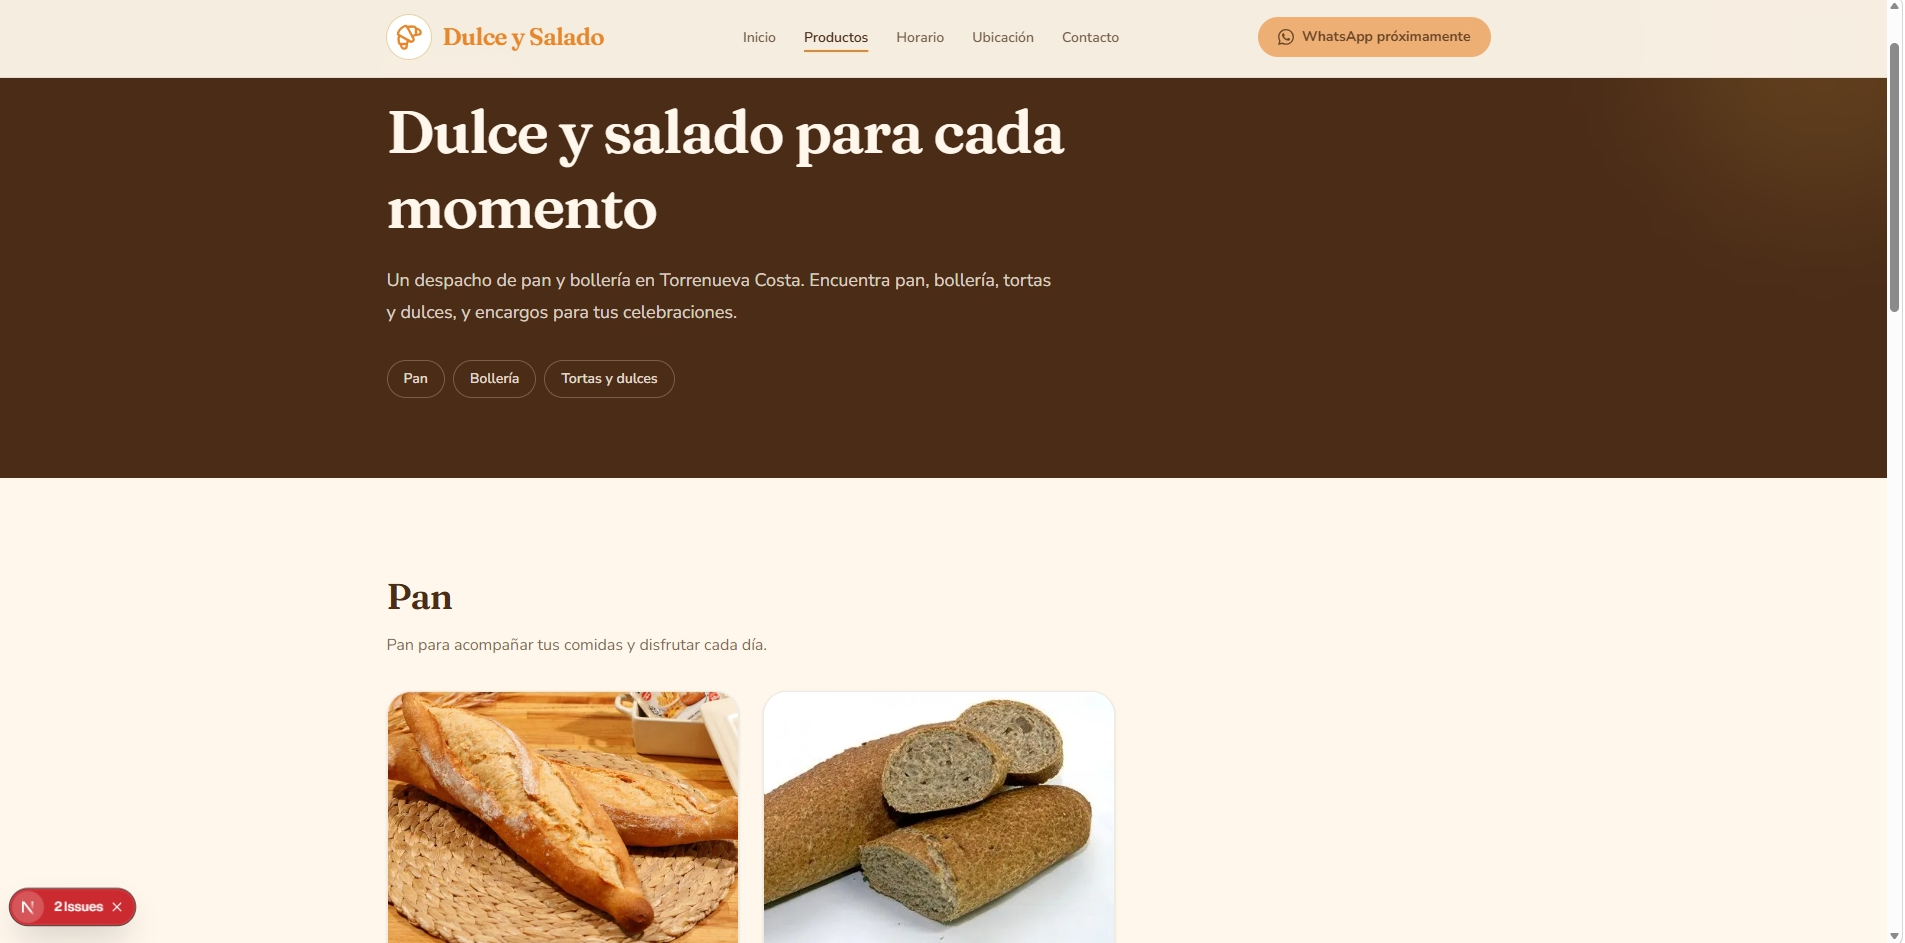 Dulce y Salado
Inicio
Productos
Horario
Ubicación
Contacto
WhatsApp próximamente
Dulce y salado para cada
momento
Un despacho de pan y bollería en Torrenueva Costa. Encuentra pan, bollería, tortas
y dulces, y encargos para tus celebraciones.
Pan
Bollería
Tortas y dulces
Pan
Pan para acompañar tus comidas y disfrutar cada día.
N
2 Issues